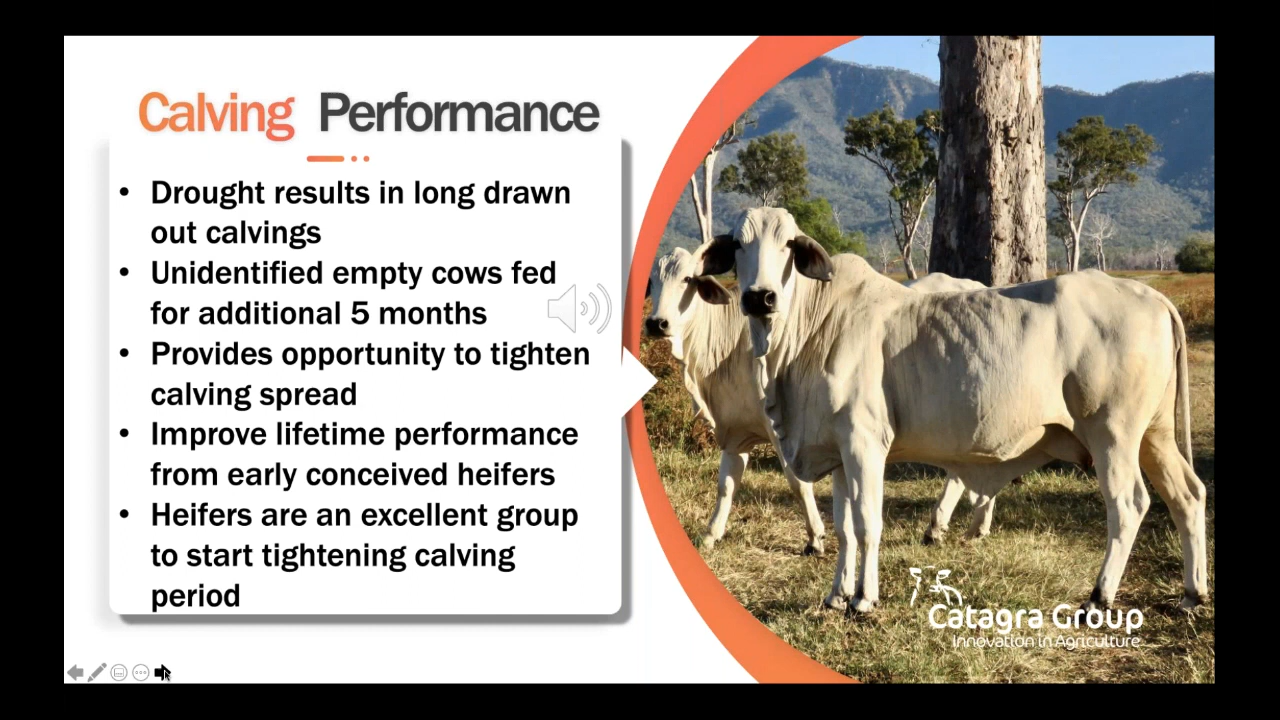 Calving Performance
• Drought results in long drawn
out calvings
• Unidentified empty cows fed
for additional 5 months
• Provides opportunity to tighten
calving spread
• Improve lifetime performance
from early conceived heifers
• Heifers are an excellent group
to start tightening calving
period
Catagra Group
Innovation in Agriculture